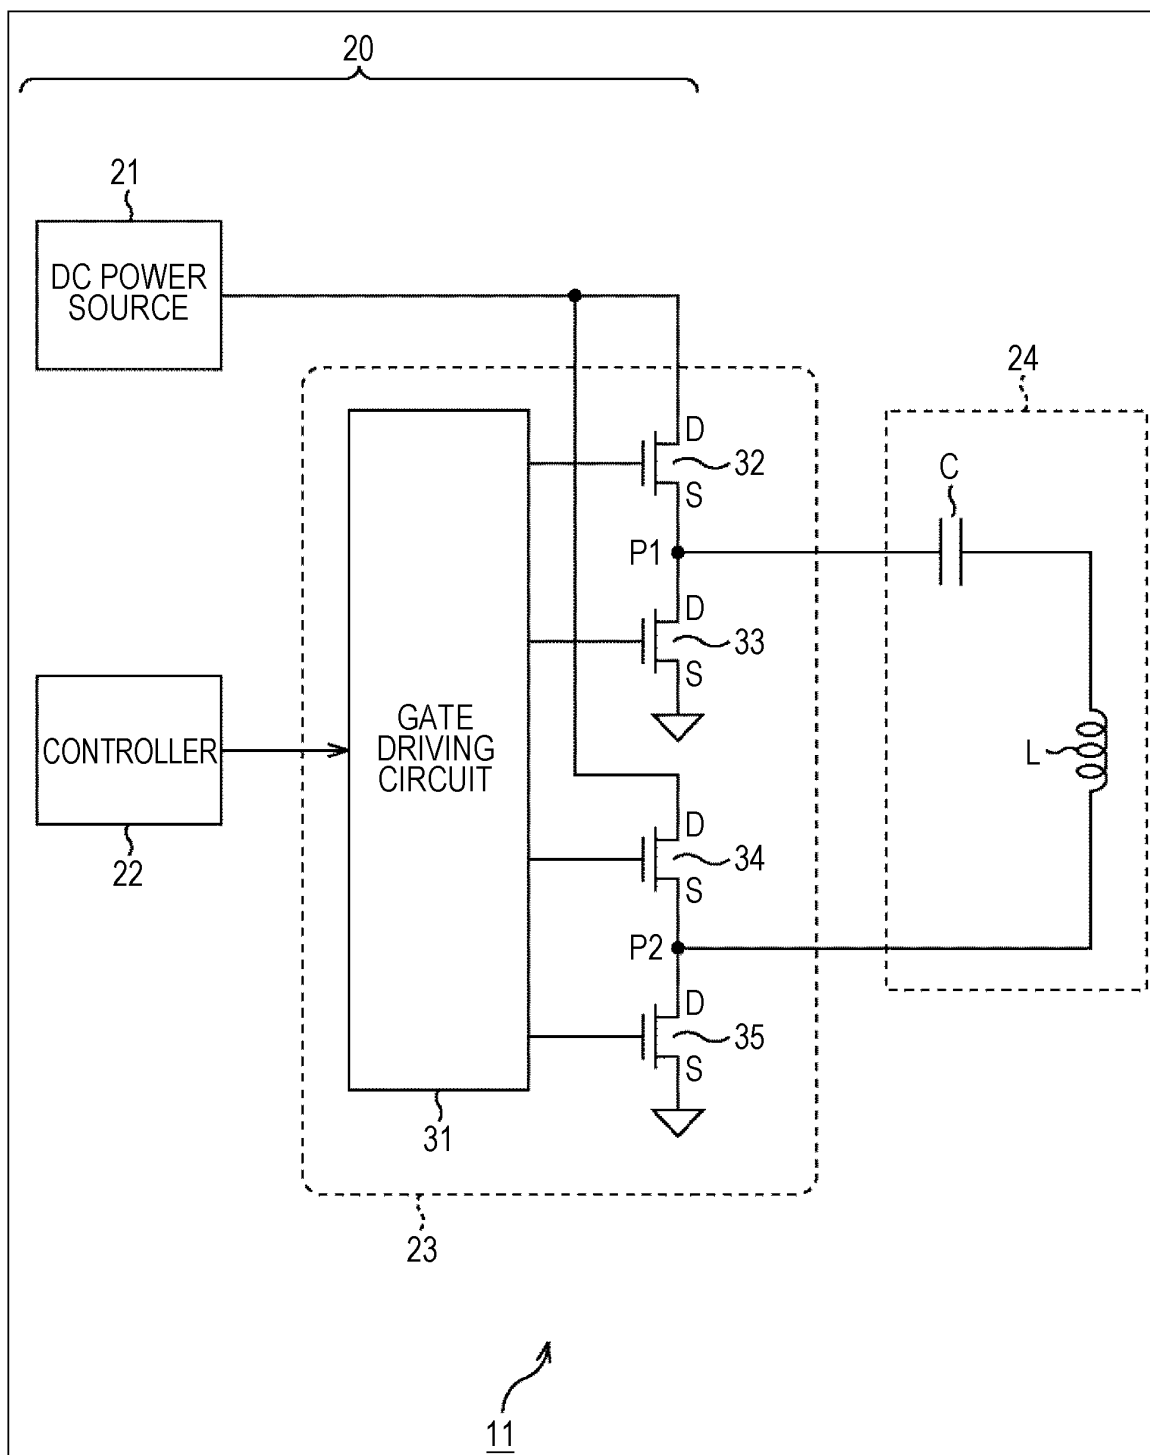 20
21
DC POWER
SOURCE
24
D
32
C
S
P1
D
33
S
GATE
DRIVING
CIRCUIT
CONTROLLER
L
22
D
34
S
P2
D
35
S
31
23
11